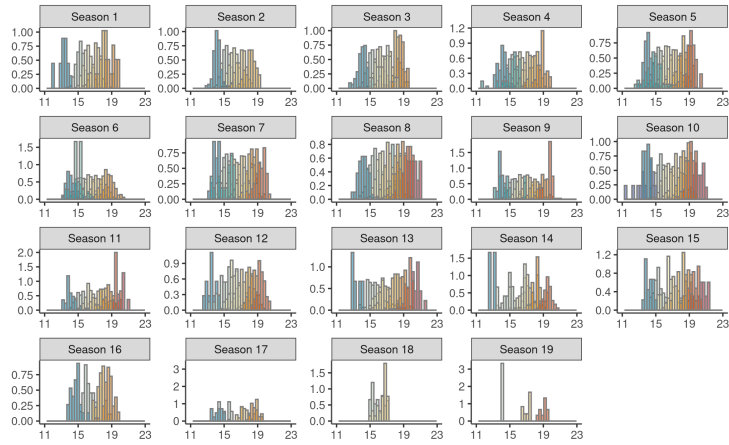 Season 1 Season 2 Season 3 Season 4 Season 5
1.00 1.00 1.00 1.2 0.75
0.75 0.75 0.75 0.9 0.50
0.50 0.50 0.50 0.6 0.25
0.25 0.25 0.25 0.3 0.00
0.00 0.00 0.00 0.0
11 15 19 23 11 15 19 23 11 15 19 23 11 15 19 23 11 15 19 23
Season 6 Season 7 Season 8 Season 9 Season 10
1.5 0.75 0.8 1.5 1.00
1.0 0.50 0.6 1.0 0.75
0.5 0.25 0.4 0.5 0.50
0.0 0.00 0.2 0.0 0.25
0.0 0.00
11 15 19 23 11 15 19 23 11 15 19 23 11 15 19 23 11 15 19 23
Season 11 Season 12 Season 13 Season 14 Season 15
2.0 0.9 1.0 1.5 1.2
1.5 0.6 0.5 1.0 0.8
1.0 0.3 0.0 0.5 0.4
0.5 0.0 0.0 0.0
0.0
11 15 19 23 11 15 19 23 11 15 19 23 11 15 19 23 11 15 19 23
Season 16 Season 17 Season 18 Season 19
0.75 3 1.5 3
0.50 2 1.0 2
0.25 1 0.5 1
0.00 0 0.0 0
11 15 19 23 11 15 19 23 11 15 19 23 11 15 19 23